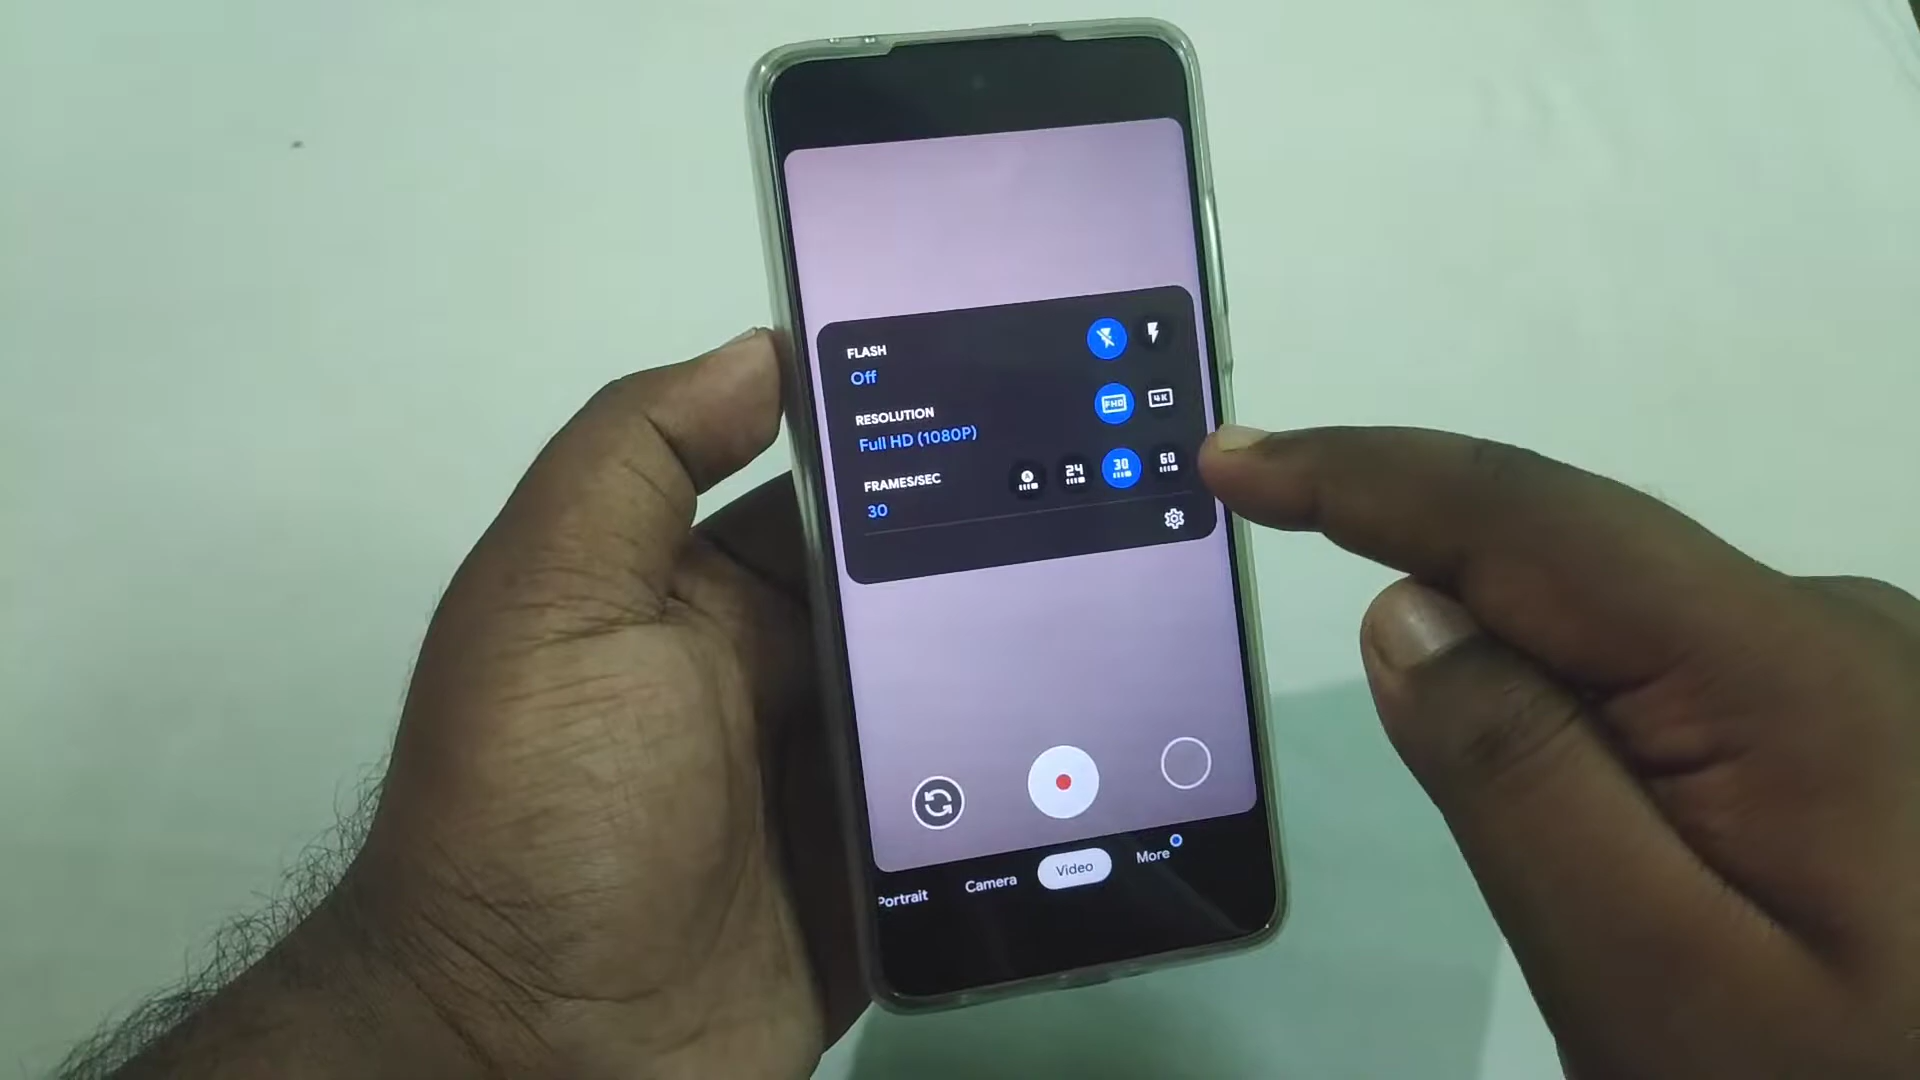 FLASH
Off
RESOLUTION
FHD 4K
Full HD (1080P)
FRAMES/SEC
A 24 30 60
30
Portrait Camera Video More